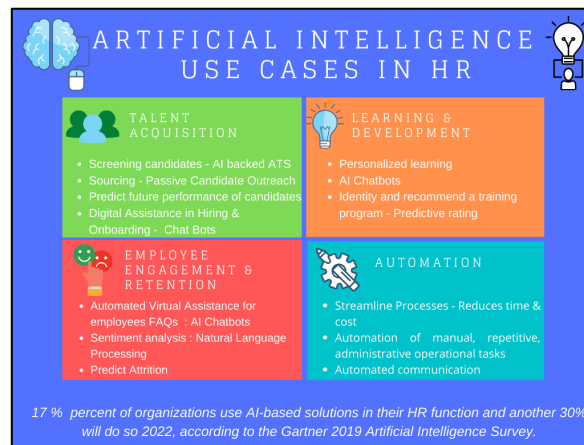 ARTIFICIAL INTELLIGENCE
USE CASES IN HR
TALENT
ACQUISITION
• Screening candidates - AI backed ATS
• Sourcing - Passive Candidate Outreach
• Predict future performance of candidates
• Digital Assistance in Hiring &
Onboarding - Chat Bots
LEARNING &
DEVELOPMENT
• Personalized learning
• AI Chatbots
• Identity and recommend a training
program - Predictive rating
EMPLOYEE
ENGAGEMENT &
RETENTION
• Automated Virtual Assistance for
employees FAQs : AI Chatbots
• Sentiment analysis : Natural Language
Processing
• Predict Attrition
AUTOMATION
• Streamline Processes - Reduces time &
cost
• Automation of manual, repetitive,
administrative operational tasks
• Automated communication
17 % percent of organizations use AI-based solutions in their HR function and another 30%
will do so 2022, according to the Gartner 2019 Artificial Intelligence Survey.